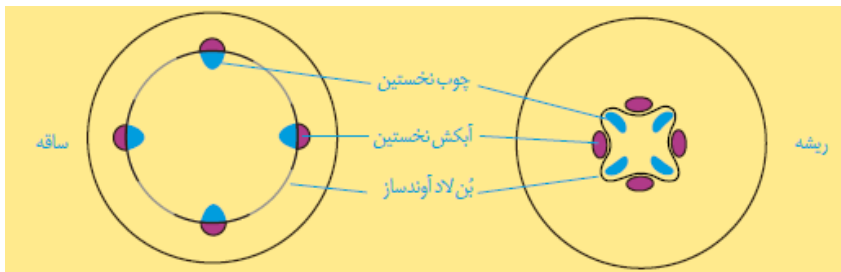 چوب نخستین
آبکش نخستین
ریشه
ساقه
بُن لاد آوندساز